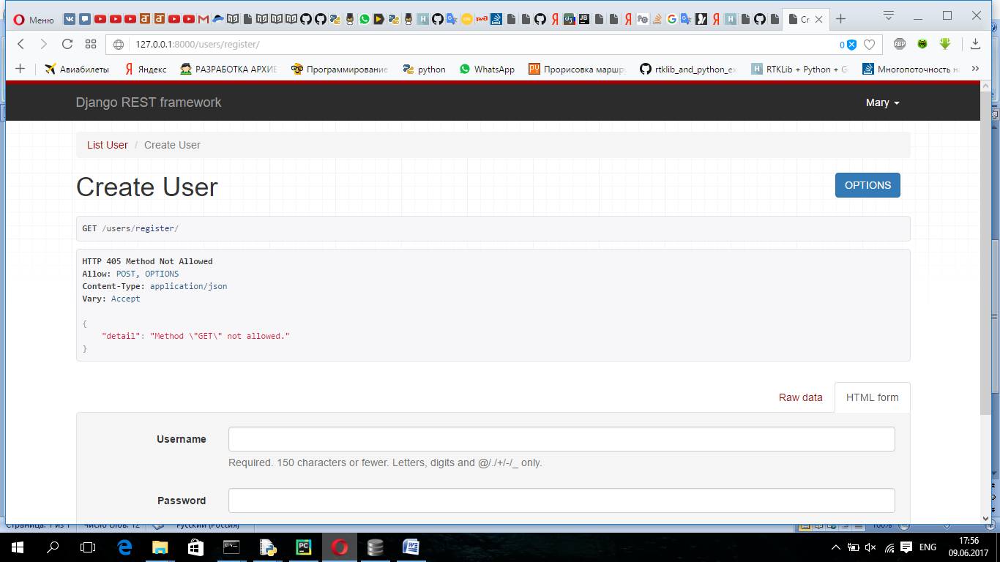 Меню
Cr
127.0.0.1:8000/users/register/
0
ABP
Авиабилеты
Яндекс
РАЗРАБОТКА АРХИ
Программирование
python
WhatsApp
Прорисовка маршр
rtklib_and_python_ex
RTKLib + Python + G
Многопоточность н
Django REST framework
Mary
List User / Create User
Create User
OPTIONS
GET /users/register/
HTTP 405 Method Not Allowed
Allow: POST, OPTIONS
Content-Type: application/json
Vary: Accept
{
"detail": "Method \"GET\" not allowed."
}
Raw data
HTML form
Username
Required. 150 characters or fewer. Letters, digits and @/./+/-/_ only.
Password
Страница: 1 из 1
Число слов: 12
Русский (Россия)
100%
ENG
17:56
09.06.2017